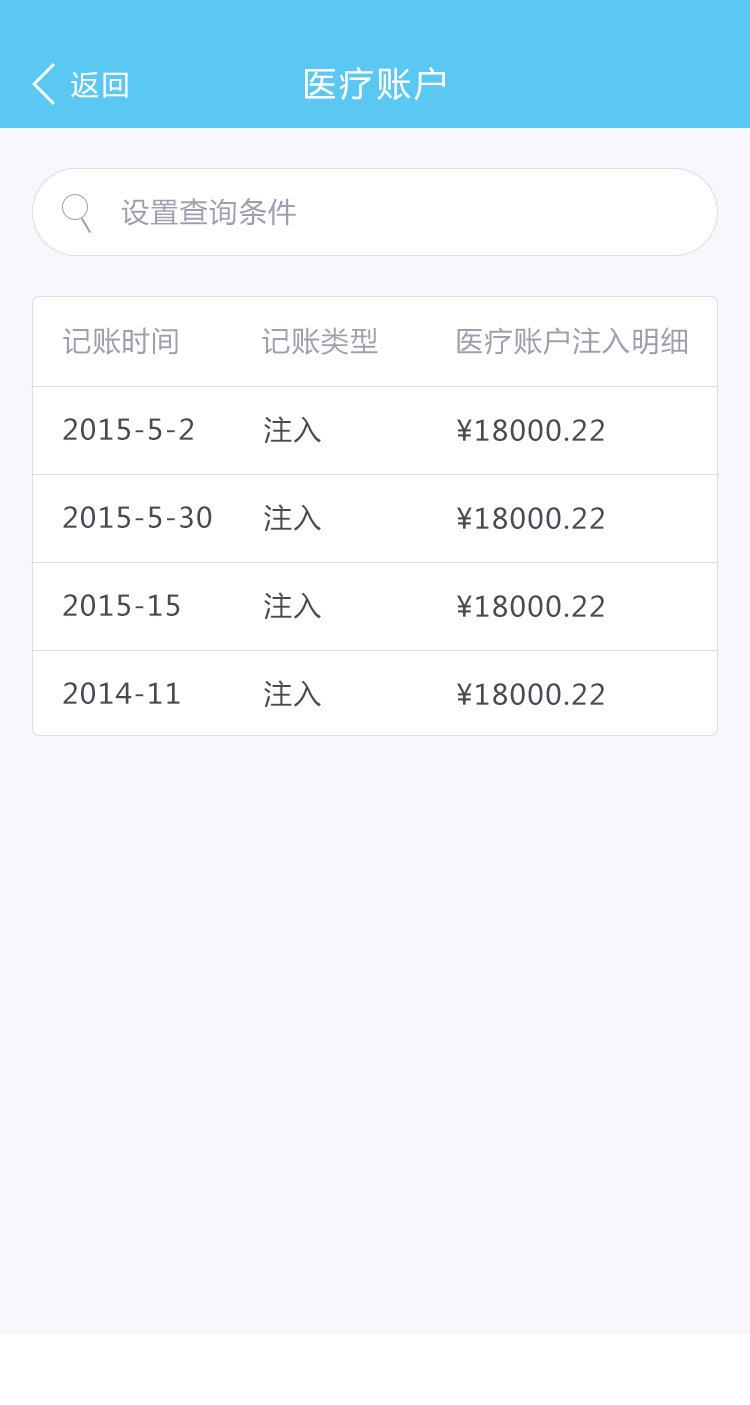 返回 医疗账户
设置查询条件
记账时间 记账类型 医疗账户注入明细
2015-5-2 注入 ¥18000.22
2015-5-30 注入 ¥18000.22
2015-15 注入 ¥18000.22
2014-11 注入 ¥18000.22